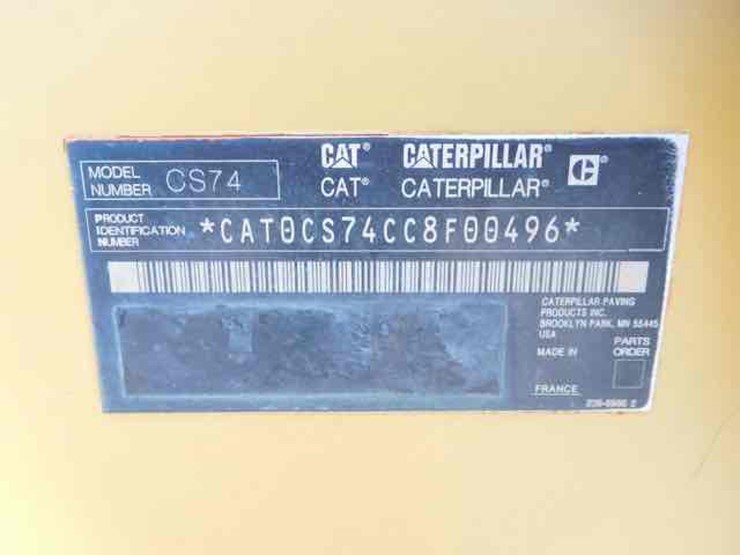 CAT® CATERPILLAR®
MODEL NUMBER CS74
CAT® CATERPILLAR®
PRODUCT IDENTIFICATION NUMBER *CAT0CS74CC8F00496*
CATERPILLAR PAVING
PRODUCTS INC.
BROOKLYN PARK, MN 55445
USA
PARTS
MADE IN ORDER
FRANCE